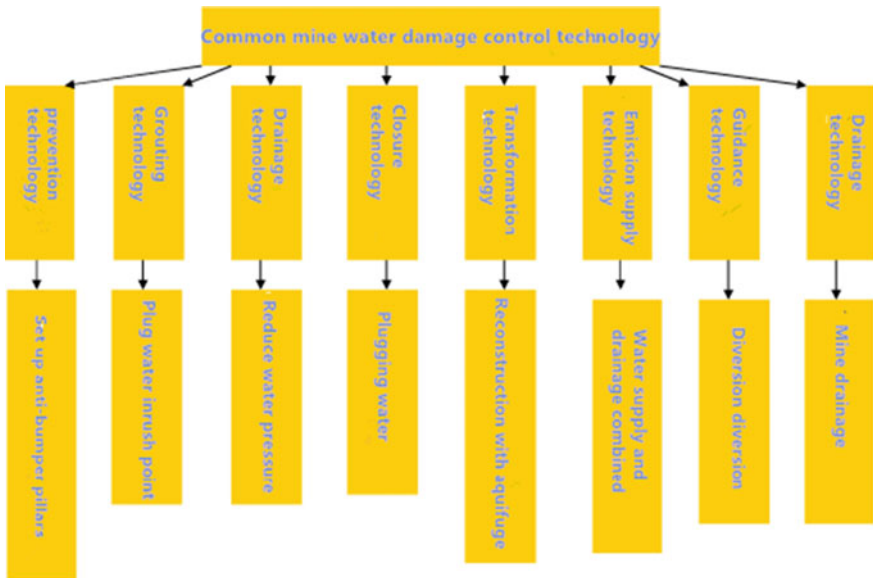 Common mine water damage control technology
prevention
technology
Grouting
technology
Drainage
technology
Closure
technology
Transformation
technology
Emission supply
technology
Guidance
technology
Drainage
technology
Set up anti-bumper pillars
Plug water inrush point
Reduce water pressure
Plugging water
Reconstruction with aquifuge
Water supply and
drainage combined
Diversion diversion
Mine drainage